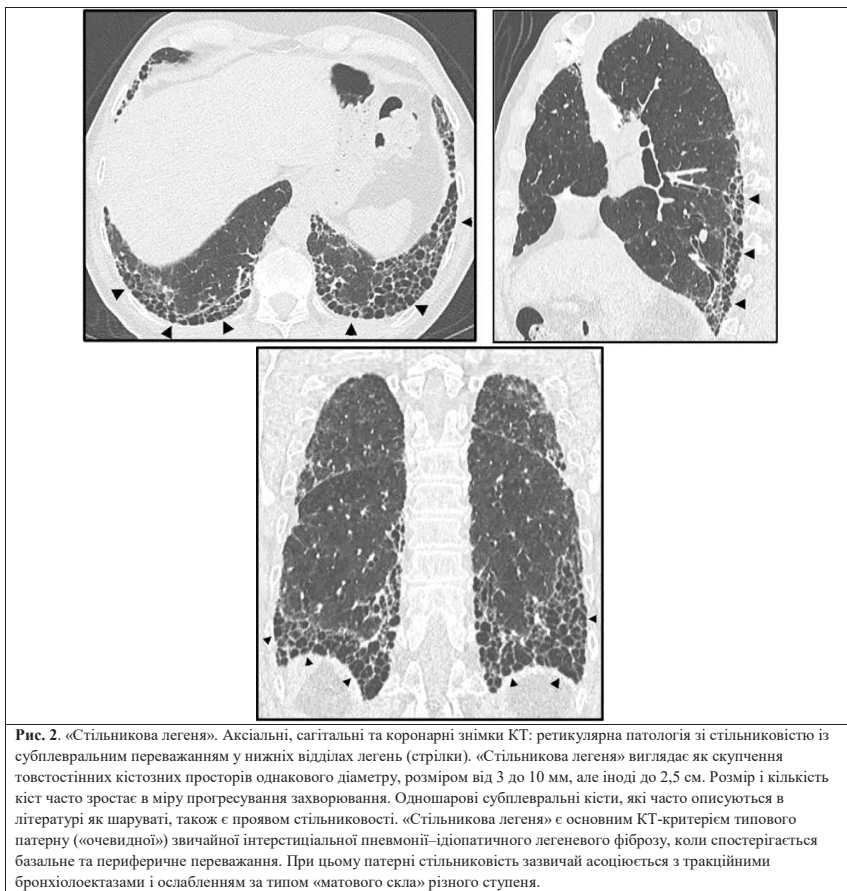 Рис. 2. «Стільникова легеня». Аксіальні, сагітальні та коронарні знімки КТ: ретикулярна патологія зі стільниковістю із
субплевральним переважанням у нижніх відділах легень (стрілки). «Стільникова легеня» виглядає як скупчення
товстостінних кістозних просторів однакового діаметру, розміром від 3 до 10 мм, але іноді до 2,5 см. Розмір і кількість
кіст часто зростає в міру прогресування захворювання. Одношарові субплевральні кісти, які часто описуються в
літературі як шаруваті, також є проявом стільниковості. «Стільникова легеня» є основним КТ-критерієм типового
патерну («очевидної») звичайної інтерстиціальної пневмонії–ідіопатичного легеневого фіброзу, коли спостерігається
базальне та периферичне переважання. При цьому патерні стільниковість зазвичай асоціюється з тракційними
бронхіолоектазами і ослабленням за типом «матового скла» різного ступеня.